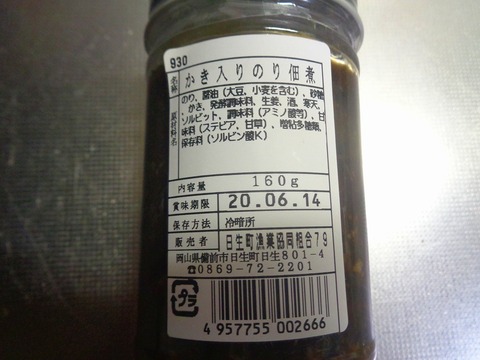 930
名称 かき入りのり佃煮
原材料名 のり、醤油(大豆、小麦を含む)、砂糖
、かき、発酵調味料、生姜、酒、寒天、
ソルビット、調味料(アミノ酸等)、甘
味料(ステビア、甘草)、増粘多糖類、
保存料(ソルビン酸K)
内容量 160g
賞味期限 20.06.14
保存方法 冷暗所
販売者 日生町漁業協同組合79
岡山県備前市日生町日生801-4
☎0869-72-2201
プラ
4 957755 002666